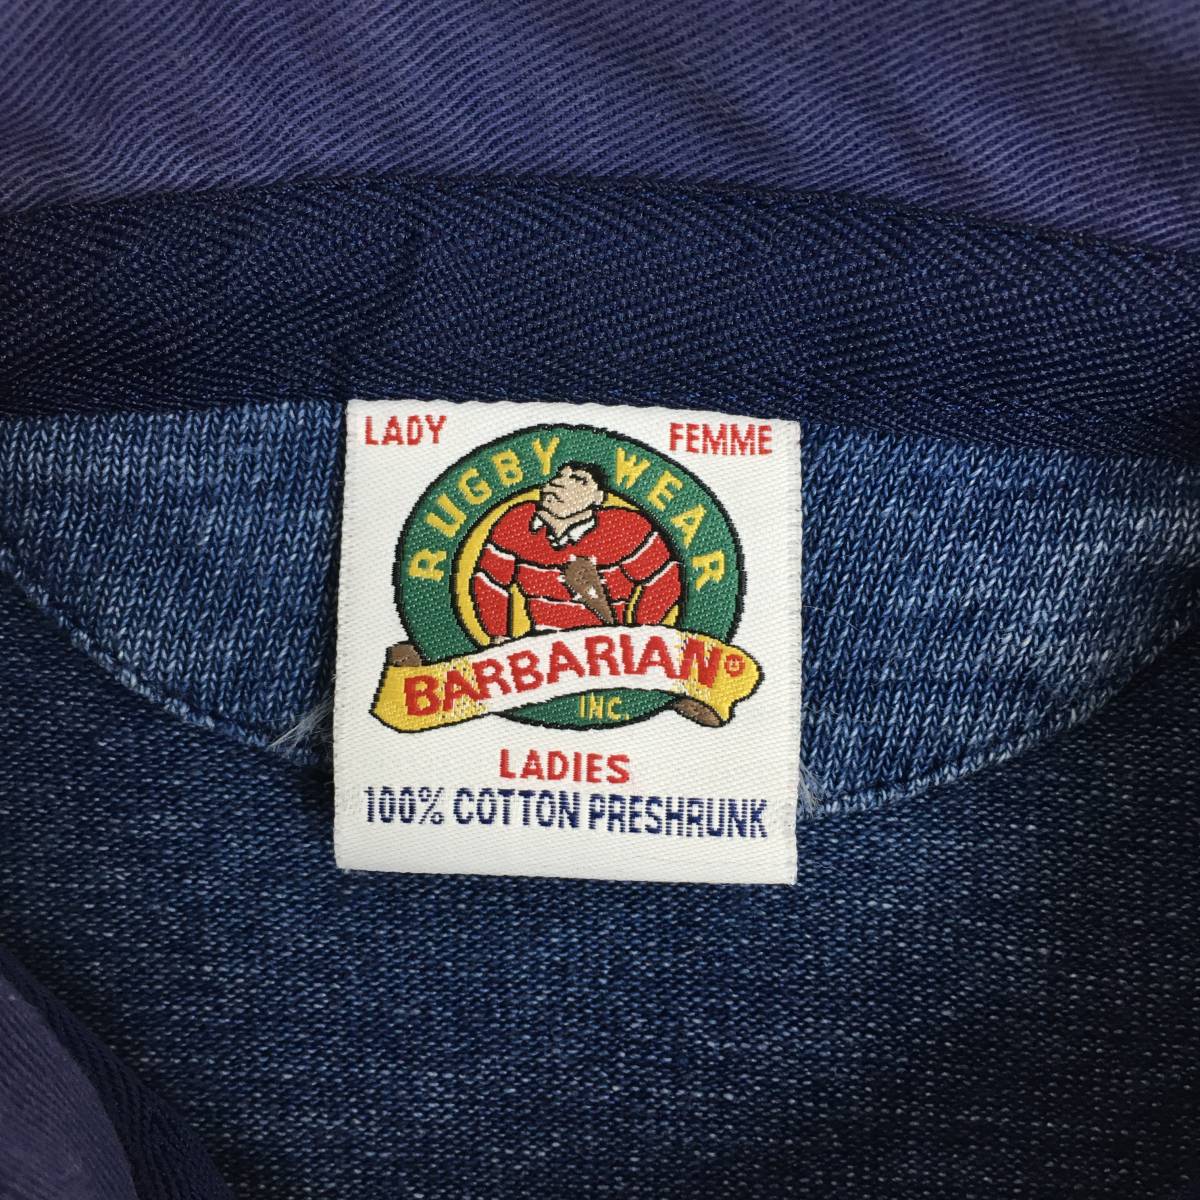 LADY FEMME
RUGBY WEAR
BARBARIAN®
INC.
LADIES
100% COTTON PRESHRUNK